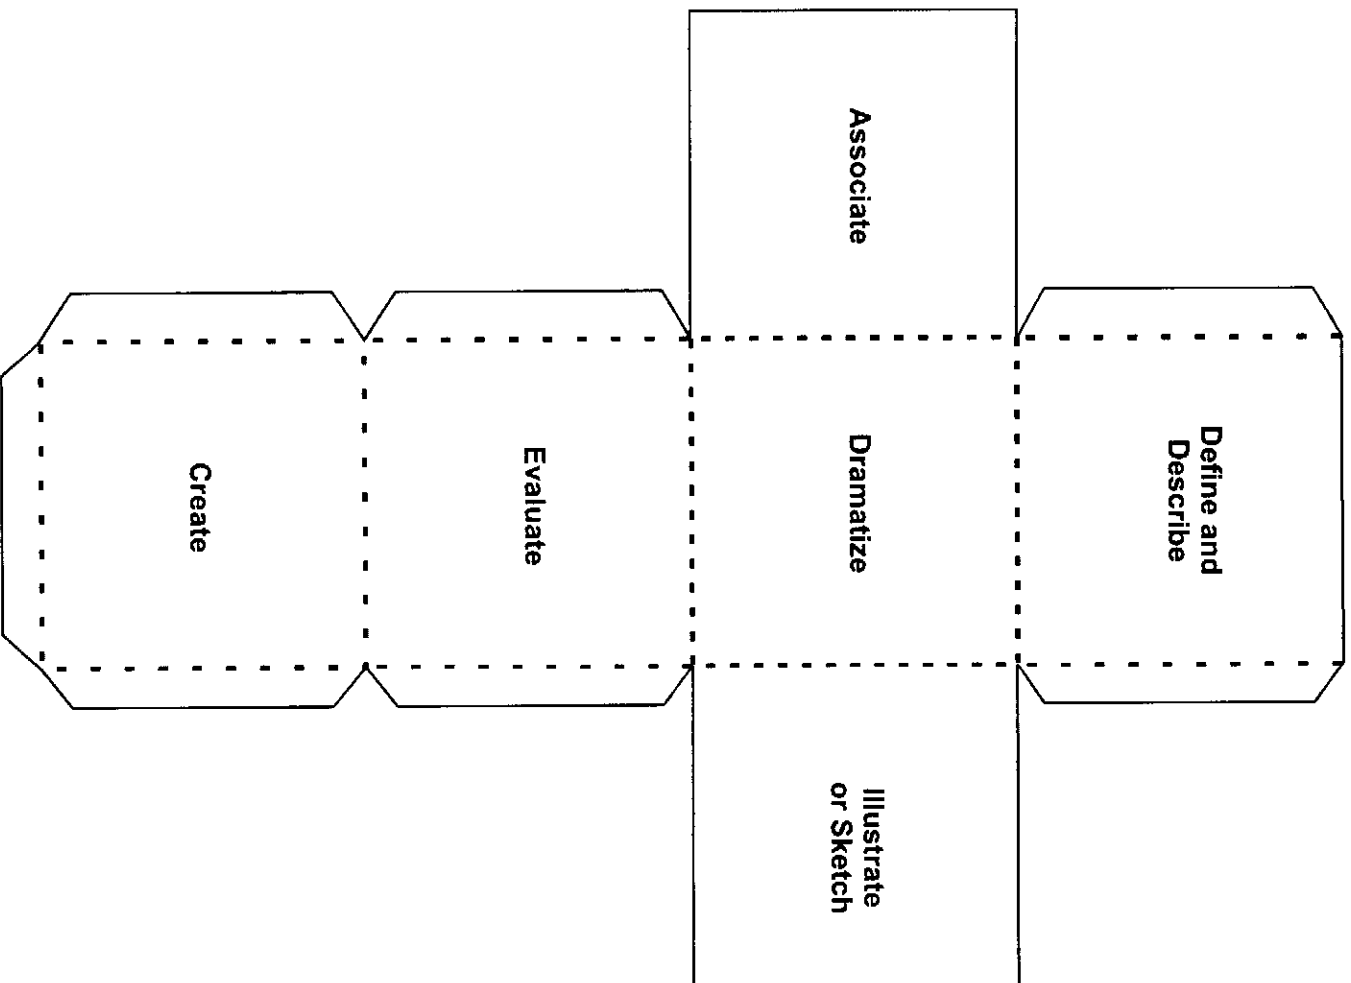 Define and
Describe
Associate
Dramatize
Illustrate
or Sketch
Evaluate
Create